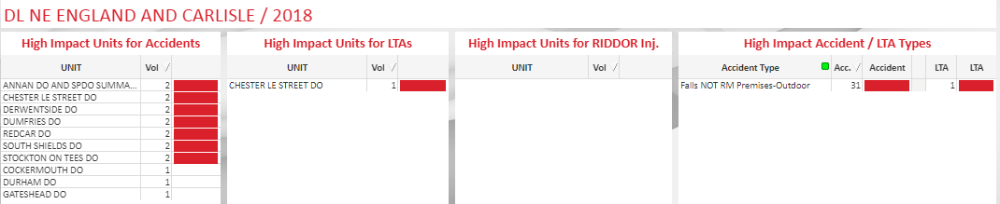 DL NE ENGLAND AND CARLISLE / 2018
High Impact Units for Accidents
UNIT Vol /
ANNAN DO AND SPDO SUMMA... 2
CHESTER LE STREET DO 2
DERWENTSIDE DO 2
DUMFRIES DO 2
REDCAR DO 2
SOUTH SHIELDS DO 2
STOCKTON ON TEES DO 2
COCKERMOUTH DO 1
DURHAM DO 1
GATESHEAD DO 1
High Impact Units for LTAs
UNIT Vol /
CHESTER LE STREET DO 1
High Impact Units for RIDDOR Inj.
UNIT Vol /
High Impact Accident / LTA Types
Accident Type Acc. / Accident LTA LTA
Falls NOT RM Premises-Outdoor 31 1